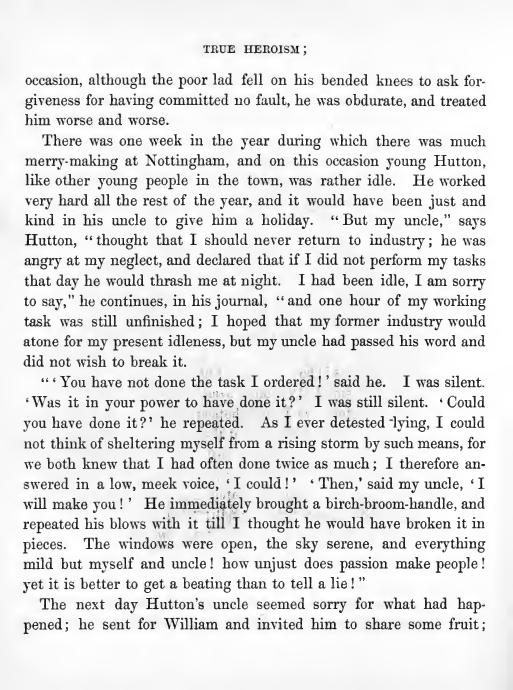 TRUE HEROISM;
occasion, although the poor lad fell on his bended knees to ask for-
giveness for having committed no fault, he was obdurate, and treated
him worse and worse.
There was one week in the year during which there was much
merry-making at Nottingham, and on this occasion young Hutton,
like other young people in the town, was rather idle. He worked
very hard all the rest of the year, and it would have been just and
kind in his uncle to give him a holiday. “But my uncle,” says
Hutton, “thought that I should never return to industry; he was
angry at my neglect, and declared that if I did not perform my tasks
that day he would thrash me at night. I had been idle, I am sorry
to say,” he continues, in his journal, “and one hour of my working
task was still unfinished; I hoped that my former industry would
atone for my present idleness, but my uncle had passed his word and
did not wish to break it.
“‘You have not done the task I ordered!’ said he. I was silent.
‘Was it in your power to have done it?’ I was still silent. ‘Could
you have done it?’ he repeated. As I ever detested lying, I could
not think of sheltering myself from a rising storm by such means, for
we both knew that I had often done twice as much; I therefore an-
swered in a low, meek voice, ‘I could!’ ‘Then,’ said my uncle, ‘I
will make you!’ He immediately brought a birch-broom-handle, and
repeated his blows with it till I thought he would have broken it in
pieces. The windows were open, the sky serene, and everything
mild but myself and uncle! how unjust does passion make people!
yet it is better to get a beating than to tell a lie!”
The next day Hutton's uncle seemed sorry for what had hap-
pened; he sent for William and invited him to share some fruit;